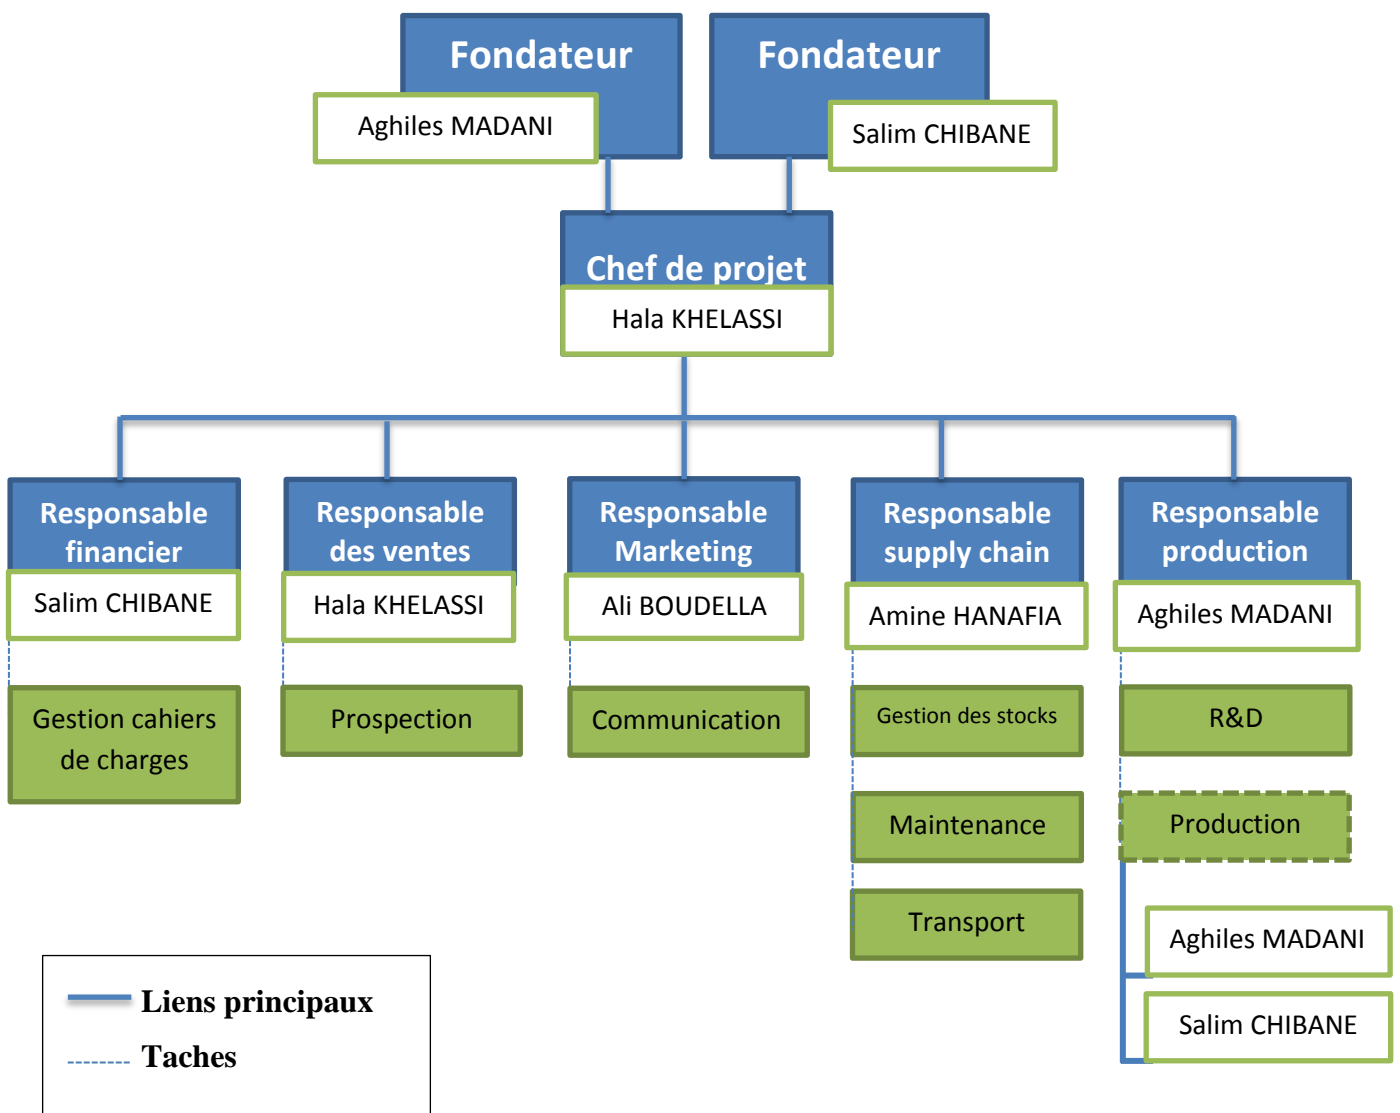 Fondateur
Fondateur
Aghiles MADANI
Salim CHIBANE
Chef de projet
Hala KHELASSI
Responsable
financier
Salim CHIBANE
Responsable
des ventes
Hala KHELASSI
Responsable
Marketing
Ali BOUDELLA
Responsable
supply chain
Amine HANAFIA
Responsable
production
Aghiles MADANI
Gestion cahiers
de charges
Prospection
Communication
Gestion des stocks
R&D
Maintenance
Production
Transport
Aghiles MADANI
Salim CHIBANE
Liens principaux
Taches